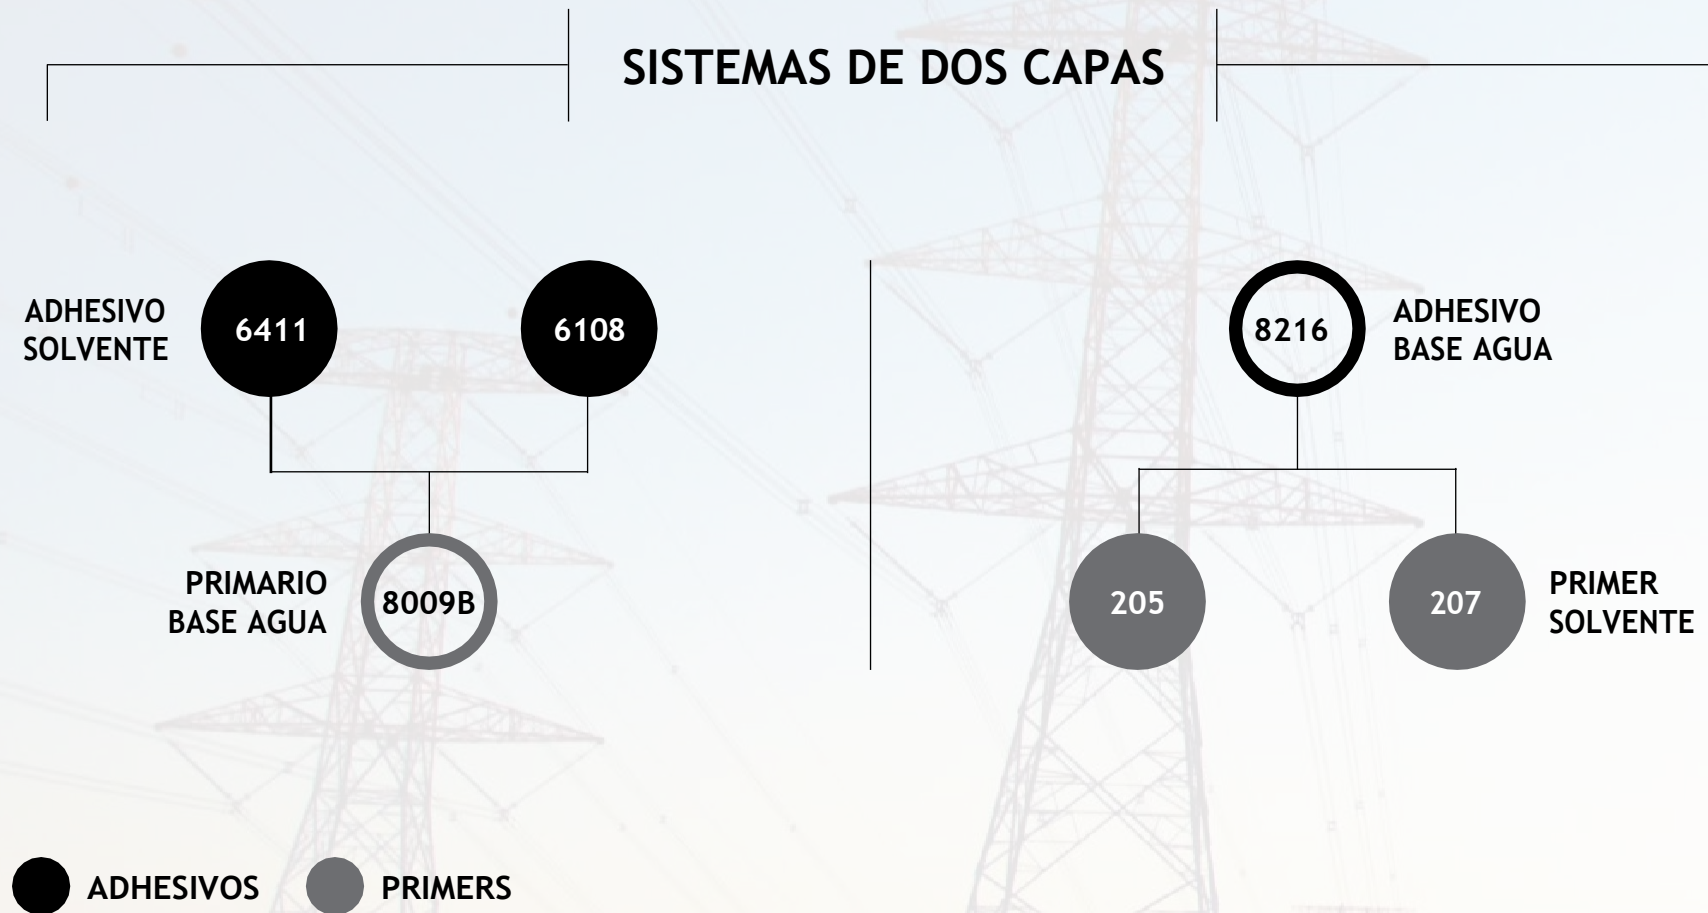 SISTEMAS DE DOS CAPAS
ADHESIVO
SOLVENTE
6411
6108
PRIMARIO
BASE AGUA
8009B
8216
ADHESIVO
BASE AGUA
205
207
PRIMER
SOLVENTE
ADHESIVOS
PRIMERS